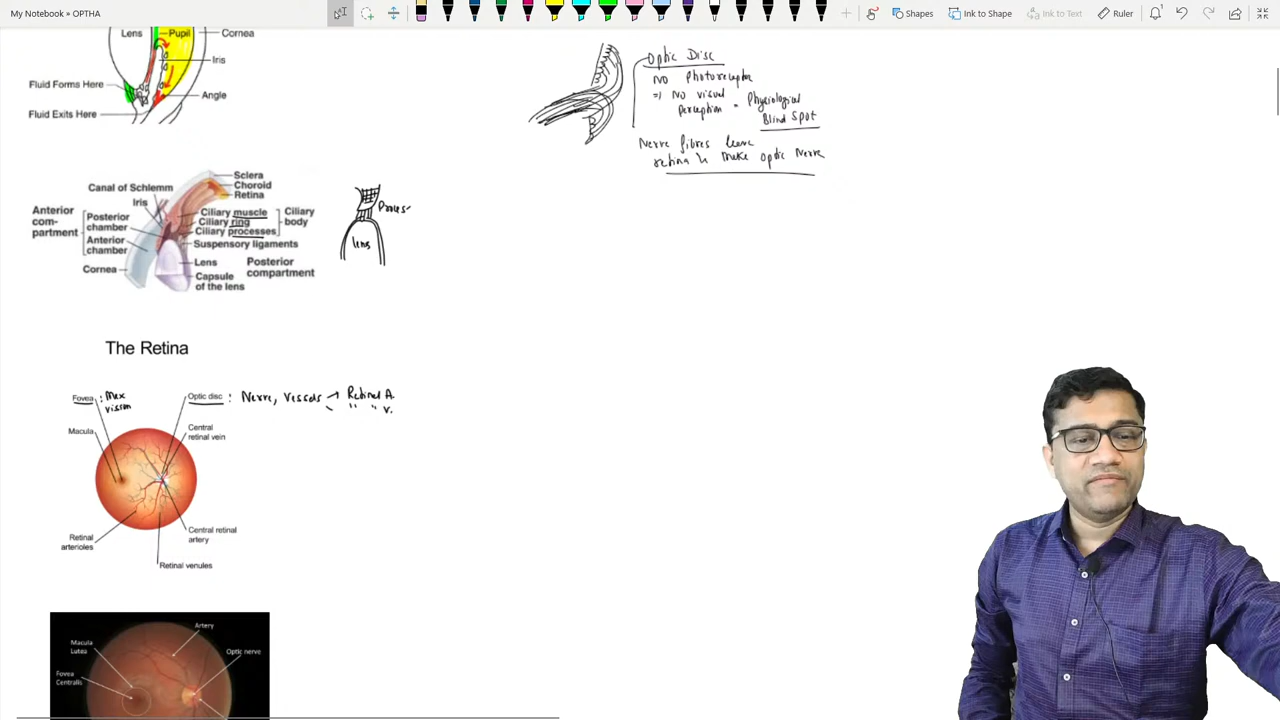 My Notebook » OPTHA
Shapes
Ink to Shape
Ink to Text
Ruler
Lens
Pupil
Cornea
Iris
Fluid Forms Here
Angle
Fluid Exits Here
Optic Disc
No Photoreceptor
=) No visual
perception = Physiological
Blind Spot
Nerve fibres leave
retina & Make Optic Nerve
Sclera
Choroid
Retina
Canal of Schlemm
Iris
Ciliary muscle
Ciliary ring
Ciliary processes
Ciliary
body
Suspensory ligaments
Anterior
com-
partment
Posterior
chamber
Anterior
chamber
Cornea
Lens
Posterior
compartment
Capsule
of the lens
Proces-
lens
The Retina
Fovea : Max
vision
Optic disc : Nerve, Vessels → Retinal A.
" " V.
Macula
Central
retinal vein
Retinal
arterioles
Central retinal
artery
Retinal venules
Artery
Macula
Lutea
Optic nerve
Fovea
Centralis